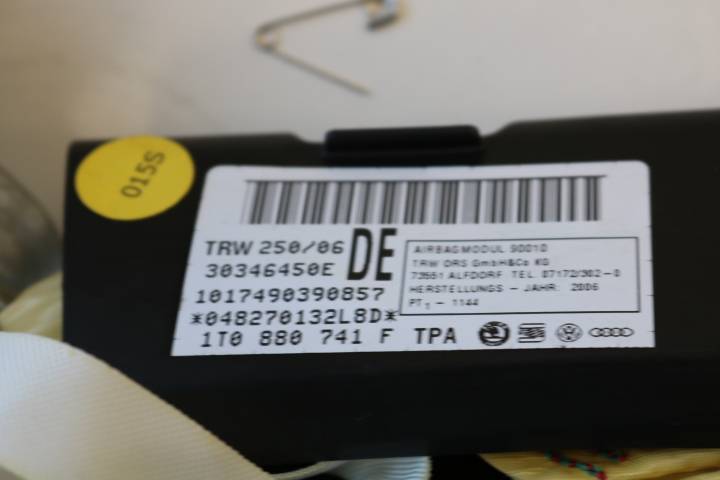 015S
TRW 250/06 DE
30346450E
1017490390857
*048270132L8D*
1T0 880 741 F TPA
AIRBAGMODUL 90010
TRW ORS GmbH&Co KG
73551 ALFDORF TEL. 07172/302-0
HERSTELLUNGS - JAHR: 2006
PT1 - 1144